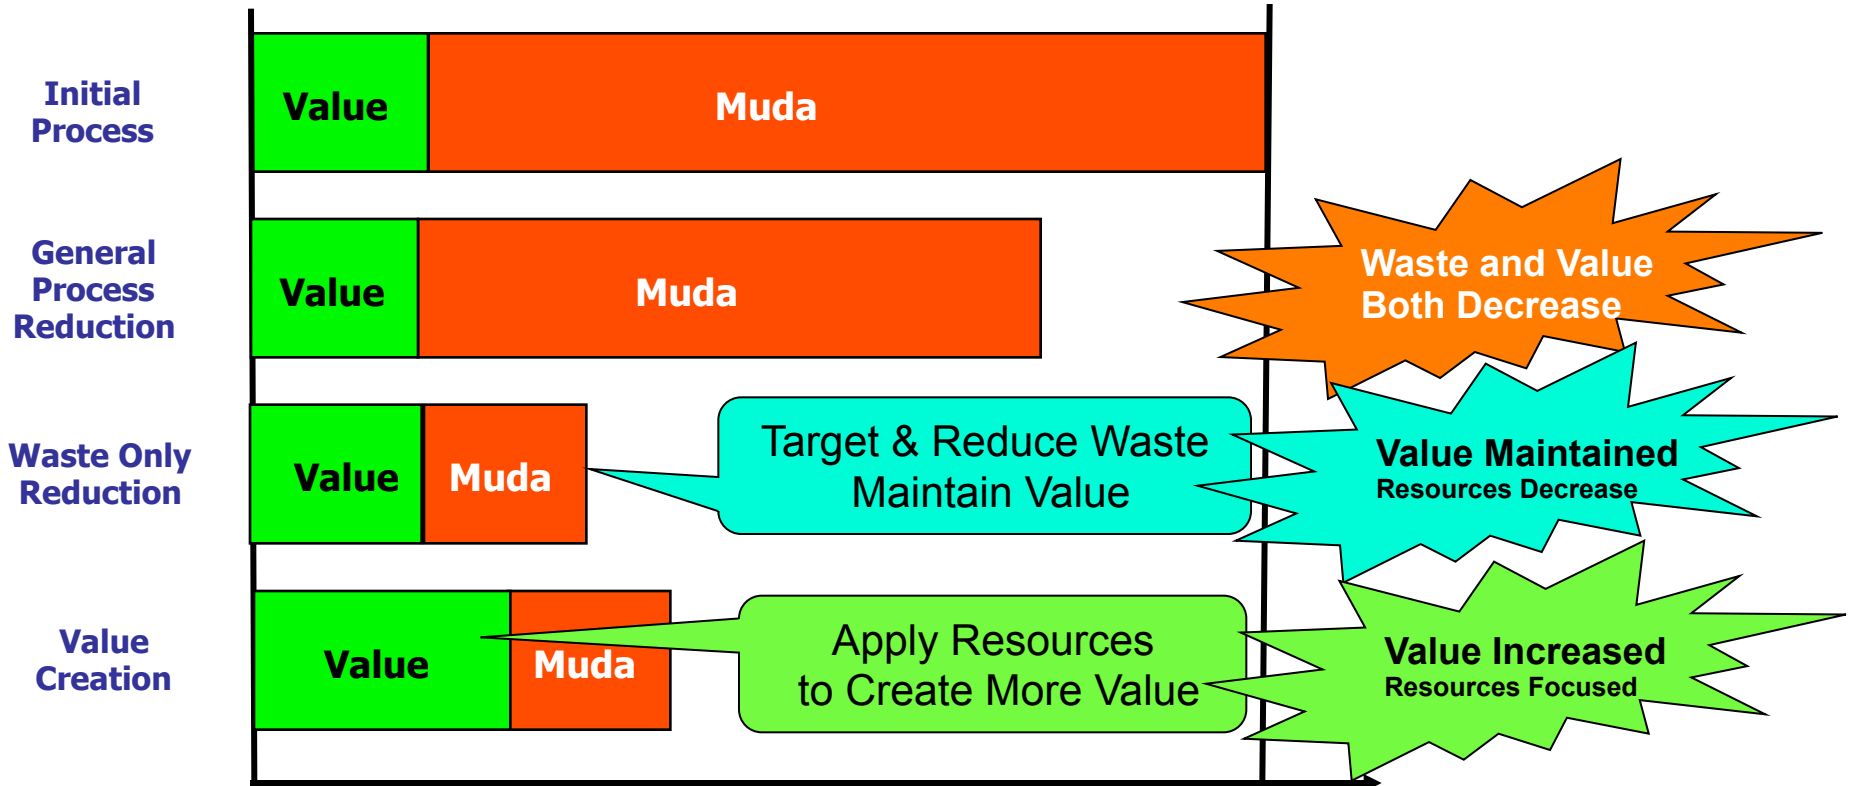 Initial
Process
Value
Muda
General
Process
Reduction
Value
Muda
Waste and Value
Both Decrease
Waste Only
Reduction
Value
Muda
Target & Reduce Waste
Maintain Value
Value Maintained
Resources Decrease
Value
Creation
Value
Muda
Apply Resources
to Create More Value
Value Increased
Resources Focused